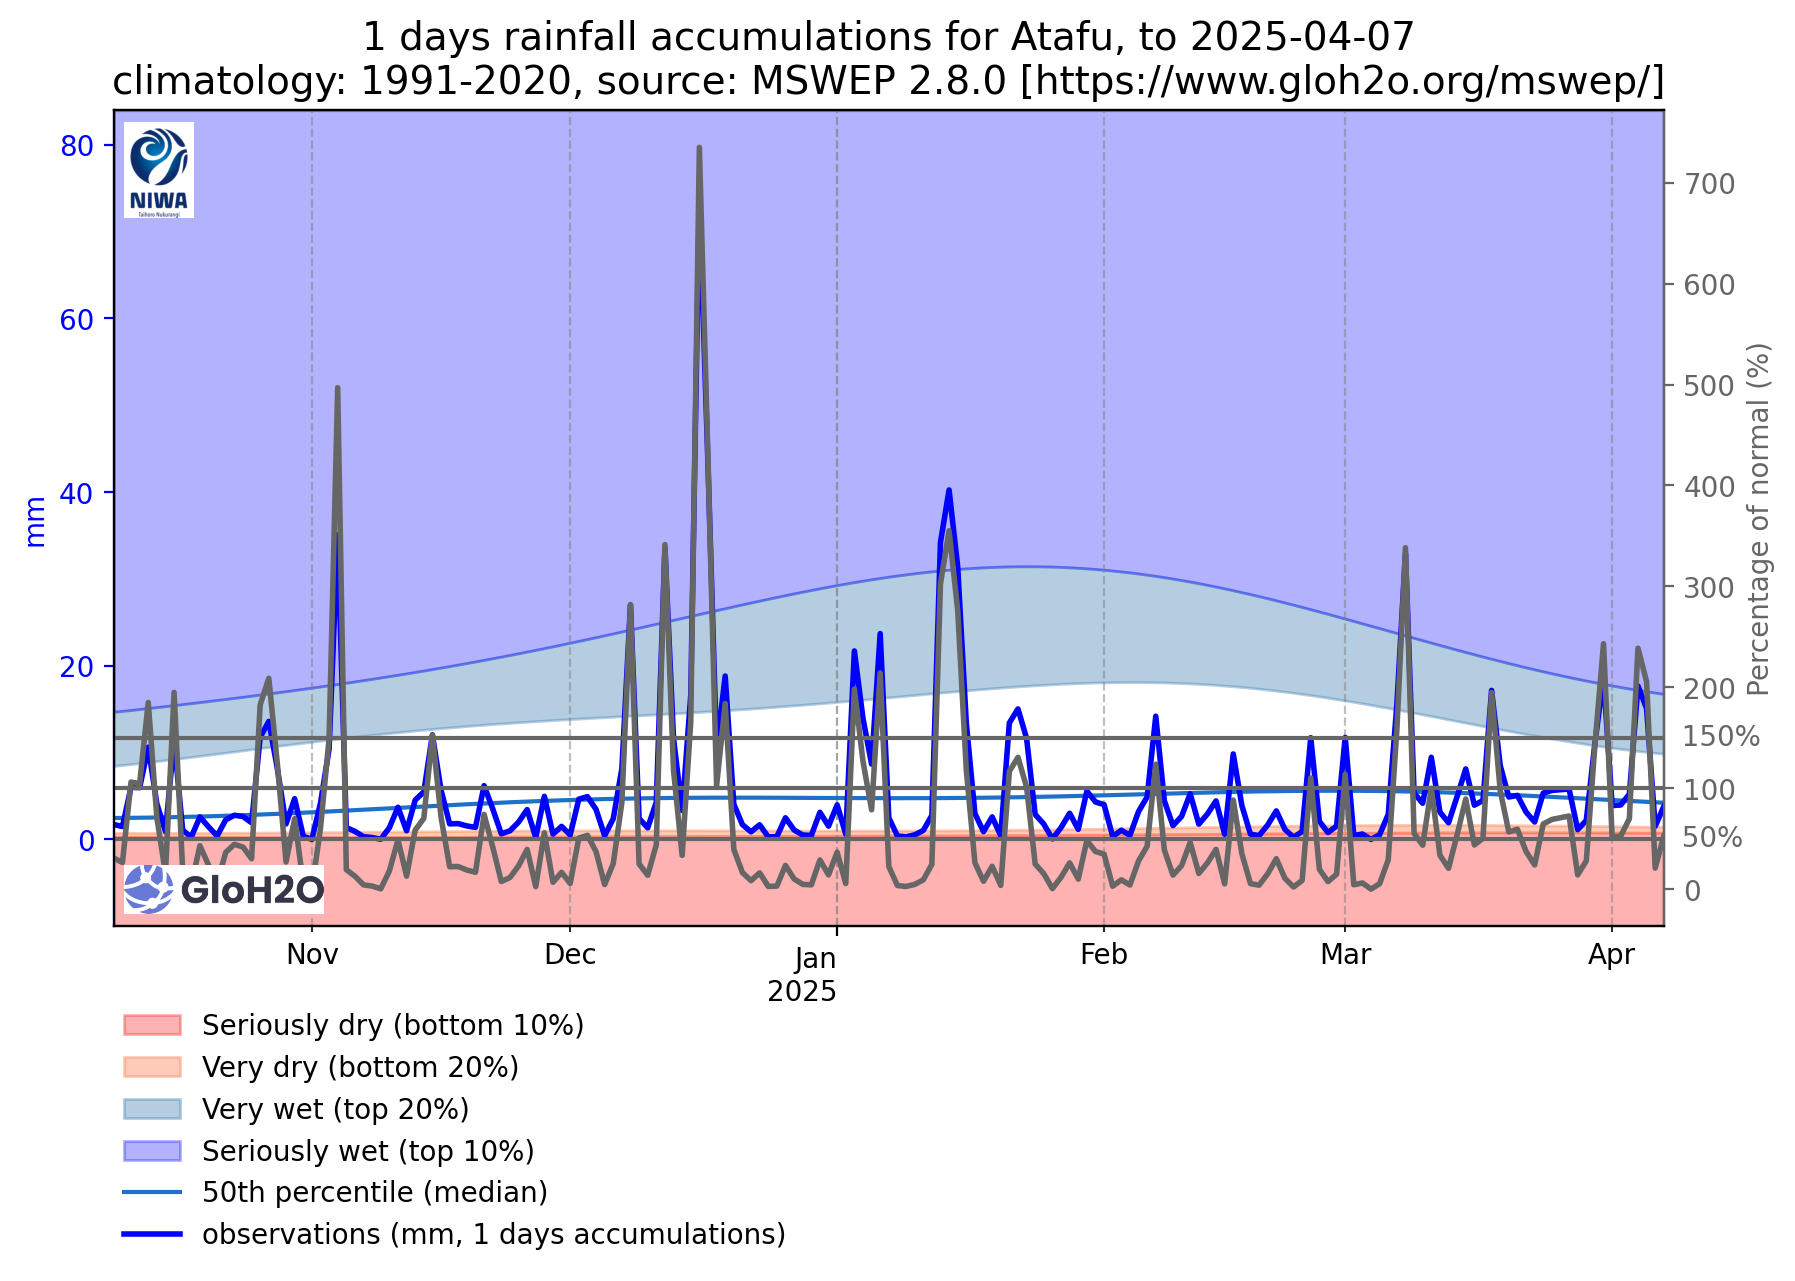 1 days rainfall accumulations for Atafu, to 2025-04-07
climatology: 1991-2020, source: MSWEP 2.8.0 [https://www.gloh2o.org/mswep/]
NIWA
Taihoro Nukurangi
80
60
40
20
0
mm
700
600
500
400
300
200
150%
100
50%
0
Percentage of normal (%)
GloH2O
Nov
Dec
Jan
2025
Feb
Mar
Apr
Seriously dry (bottom 10%)
Very dry (bottom 20%)
Very wet (top 20%)
Seriously wet (top 10%)
50th percentile (median)
observations (mm, 1 days accumulations)